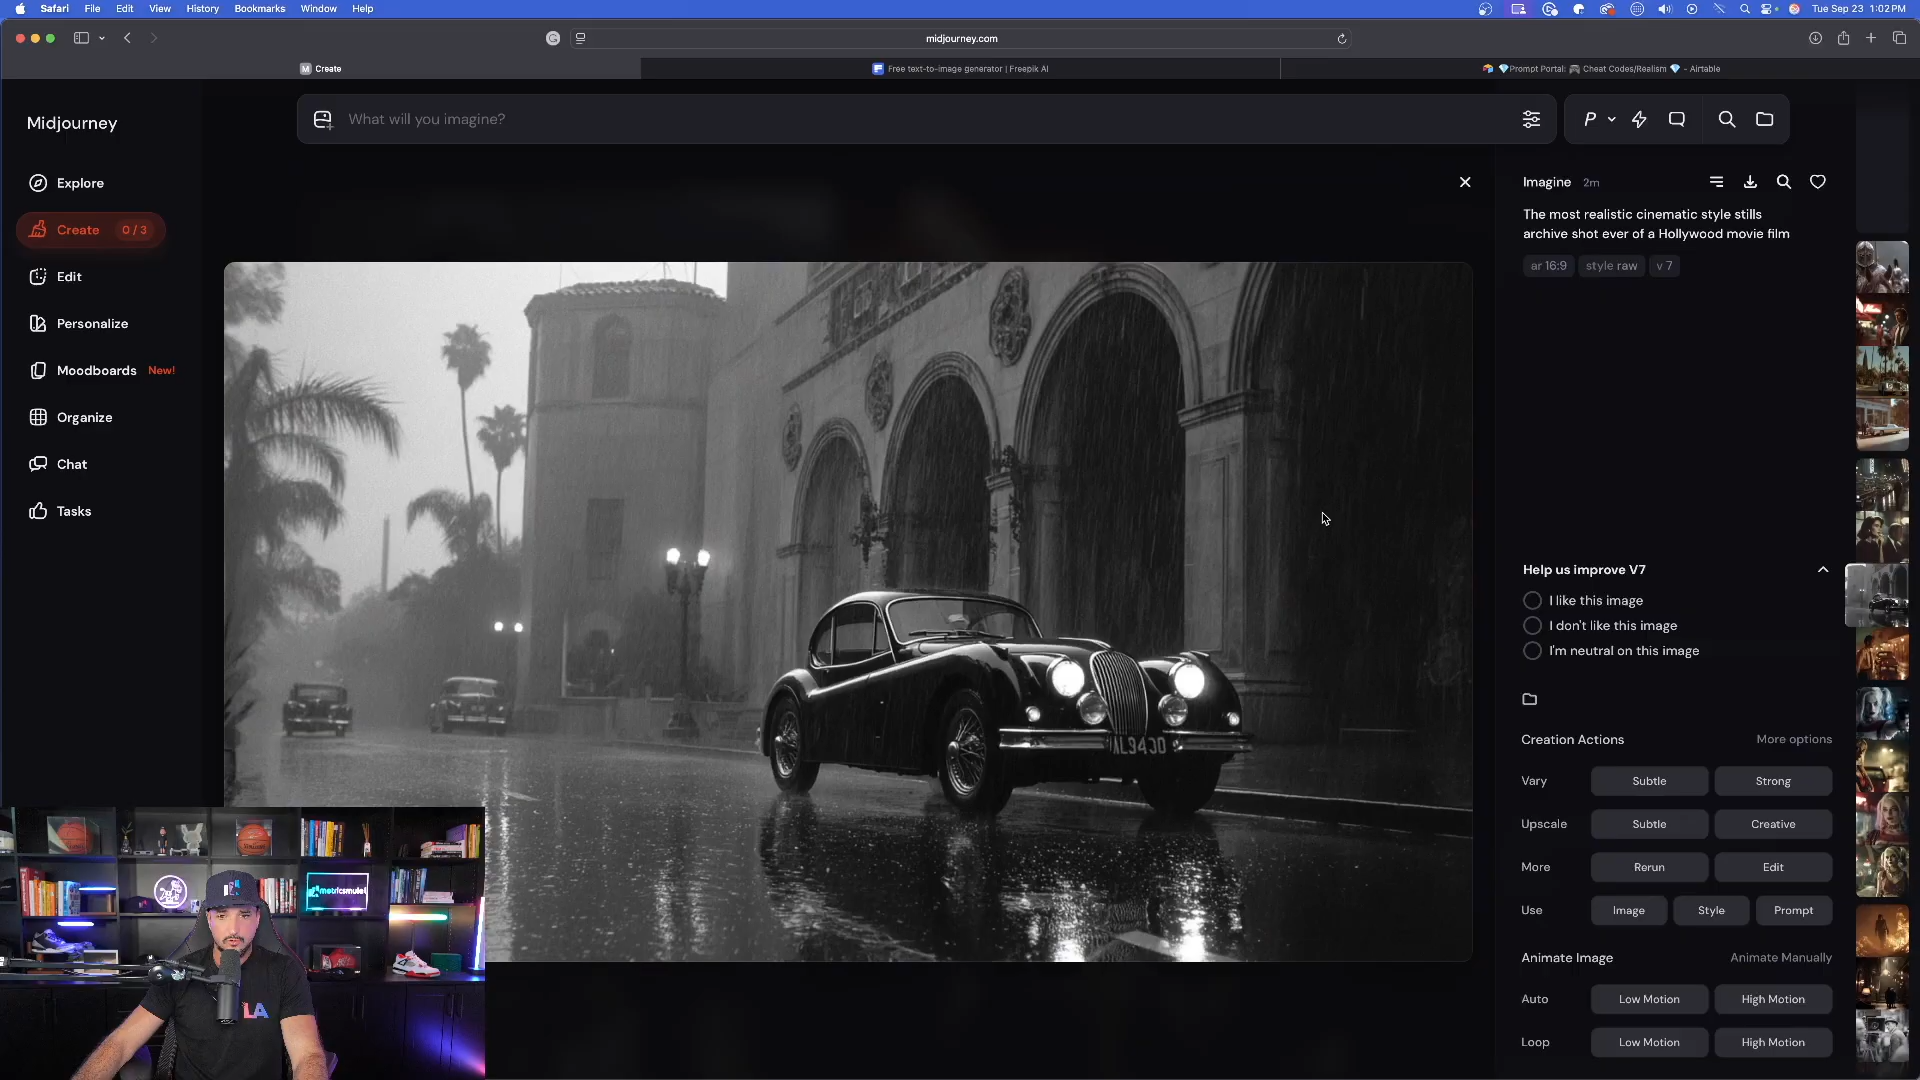 Safari File Edit View History Bookmarks Window Help
Tue Sep 23 1:02 PM
midjourney.com
Create
Free text-to-image generator | Freepik AI
💎Prompt Portal: 🎮 Cheat Codes/Realism 💎 - Airtable
Midjourney
What will you imagine?
P
Explore
Create 0 / 3
Edit
Personalize
Moodboards New!
Organize
Chat
Tasks
Imagine 2m
The most realistic cinematic style stills
archive shot ever of a Hollywood movie film
ar 16:9 style raw v 7
Help us improve V7
I like this image
I don't like this image
I'm neutral on this image
Creation Actions More options
Vary Subtle Strong
Upscale Subtle Creative
More Rerun Edit
Use Image Style Prompt
Animate Image Animate Manually
Auto Low Motion High Motion
Loop Low Motion High Motion
LA